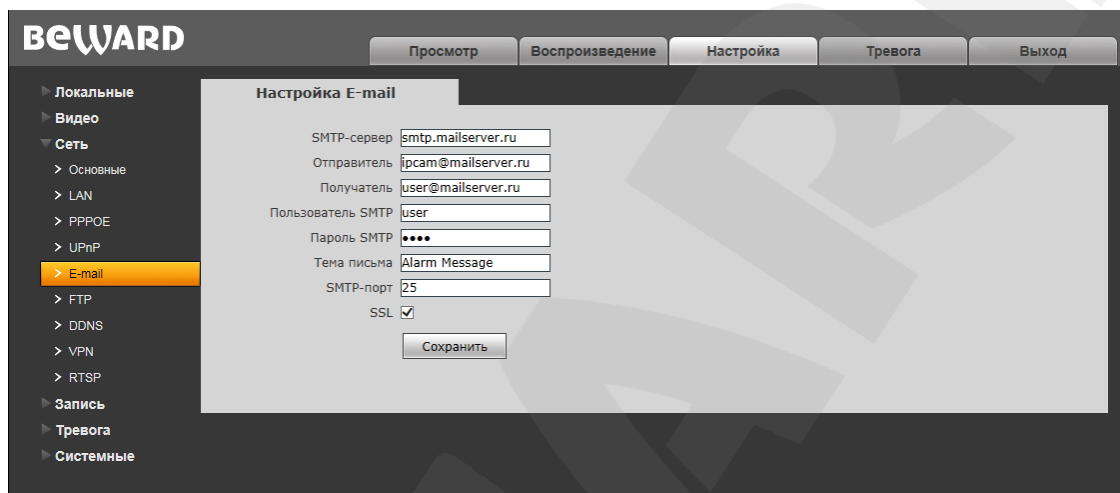 BEWARD
Просмотр
Воспроизведение
Настройка
Тревога
Выход
Локальные
Видео
Сеть
Основные
LAN
PPPOE
UPnP
E-mail
FTP
DDNS
VPN
RTSP
Запись
Тревога
Системные
Настройка E-mail
SMTP-сервер smtp.mailserver.ru
Отправитель ipcam@mailserver.ru
Получатель user@mailserver.ru
Пользователь SMTP user
Пароль SMTP ••••
Тема письма Alarm Message
SMTP-порт 25
SSL
Сохранить